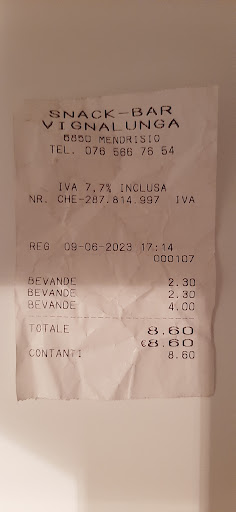 SNACK-BAR
VIGNALUNGA
6850 MENDRISIO
TEL. 076 566 76 54
IVA 7,7% INCLUSA
NR. CHE-287.814.997 IVA
REG 09-06-2023 17:14
000107
BEVANDE 2.30
BEVANDE 2.30
BEVANDE 4.00
TOTALE 8.60
€8.60
CONTANTI 8.60